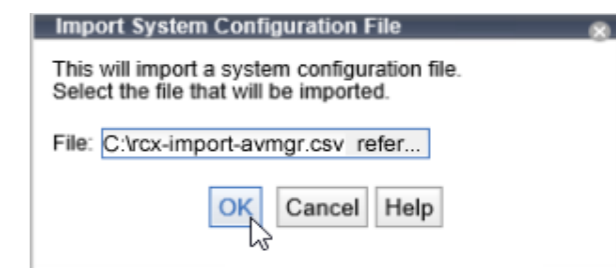 Import System Configuration File
This will import a system configuration file.
Select the file that will be imported.
File: C:\rcx-import-avmgr.csv refer...
OK Cancel Help